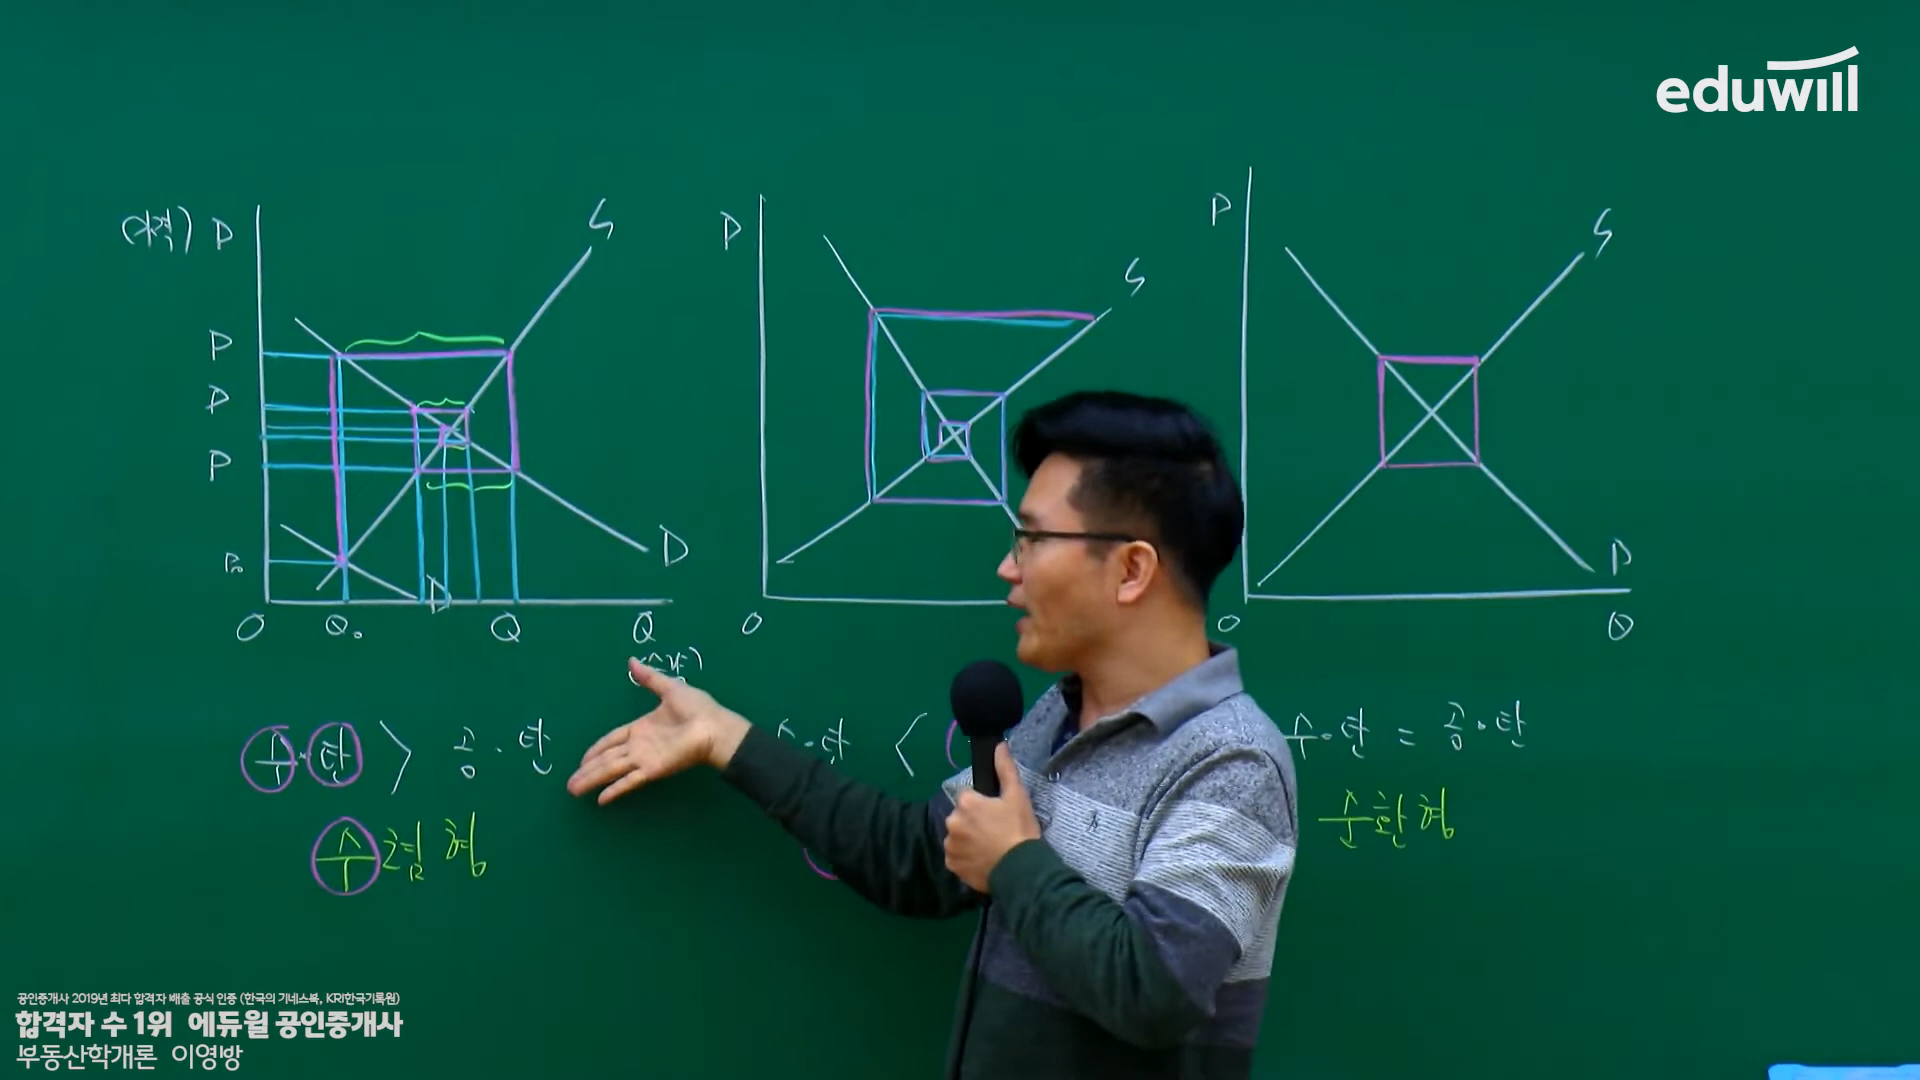 eduwill
(가격) P
S
P
S
P
S
P
P
P
P₀
D
D
D
O
Q₀
Q
Q
(수량)
O
O
Q
수·탄 > 공·탄
수·탄 <
수·탄 = 공·탄
수렴형
순환형
공인중개사 2019년 최다 합격자 배출 공식 인증 (한국의 기네스북, KRI한국기록원)
합격자 수 1위 에듀윌 공인중개사
부동산학개론 이영방